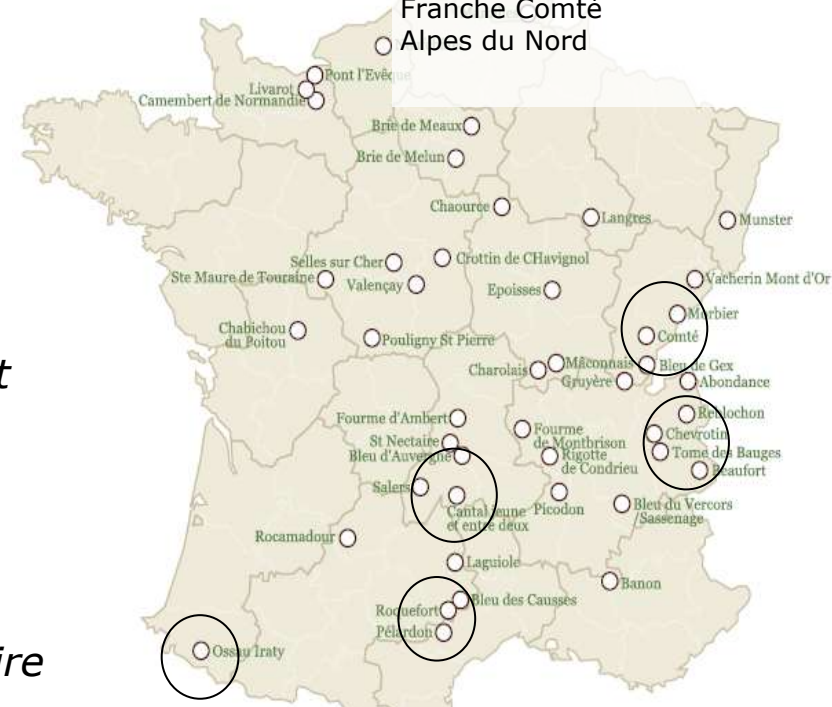 Franche Comté
Alpes du Nord
Pont l'Evêque
Livarot
Camembert de Normandie
Brie de Meaux
Brie de Melun
Chaource
Langres
Munster
Selles sur Cher
Crottin de CHavignol
Ste Maure de Touraine
Valençay
Epoisses
Vacherin Mont d'Or
Morbier
Chabichou
du Poitou
Pouligny St Pierre
Comté
Charolais
Mâconnais
Bleu de Gex
Gruyère
Abondance
Fourme d'Ambert
Reblochon
Fourme
de Montbrison
Chevrotin
St Nectaire
Bleu d'Auvergne
Rigotte
de Condrieu
Tome des Bauges
Beaufort
Salers
Cantal jeune
et entre deux
Picodon
Bleu du Vercors
/Sassenage
Rocamadour
Laguiole
Banon
Bleu des Causses
Roquefort
Pélardon
Ossau Iraty
t
ire